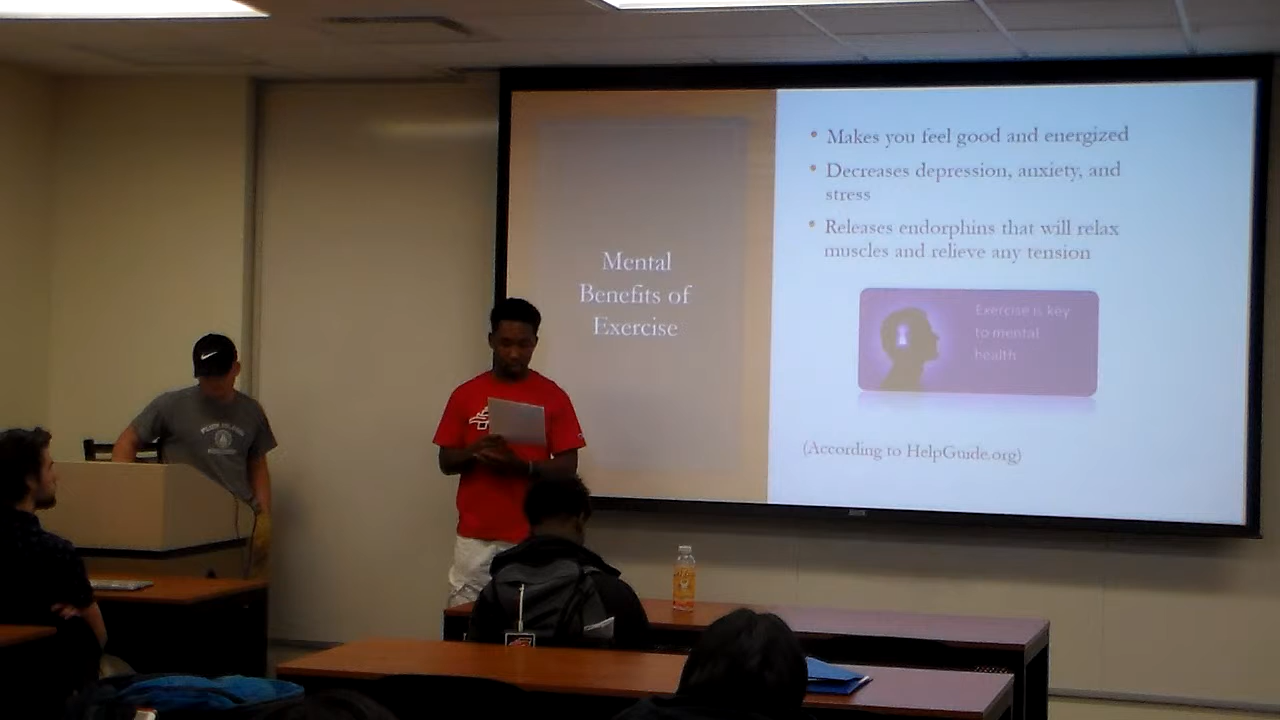 Mental
Benefits of
Exercise
• Makes you feel good and energized
• Decreases depression, anxiety, and
stress
• Releases endorphins that will relax
muscles and relieve any tension
Exercise is key
to mental
health
(According to HelpGuide.org)